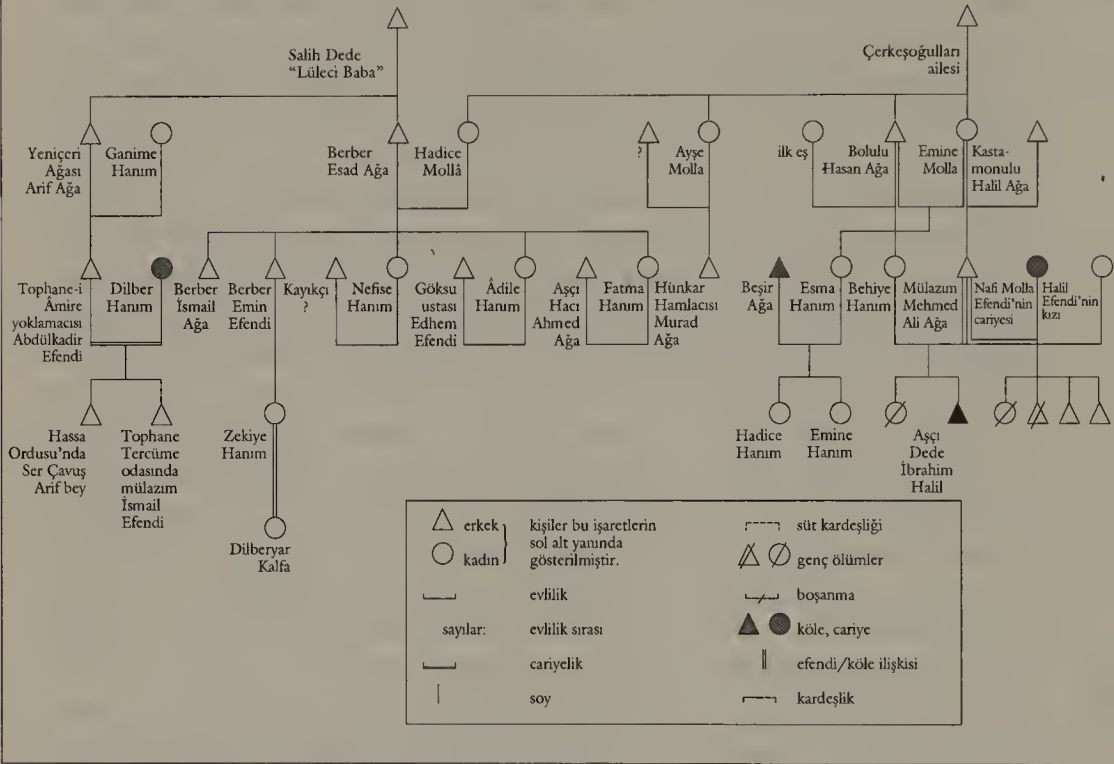 Salih Dede
"Lüleci Baba"
Çerkeşoğulları
ailesi
Yeniçeri
Ağası
Arif Ağa
Ganime
Hanım
Berber
Esad Ağa
Hadice
Mollâ
?
Ayşe
Molla
ilk eş
Bolulu
Hasan Ağa
Emine
Molla
Kasta-
monulu
Halil Ağa
Tophane-i
Âmire
yoklamacısı
Abdülkadir
Efendi
Dilber
Hanım
Berber
İsmail
Ağa
Berber
Emin
Efendi
Kayıkçı
?
Nefise
Hanım
Göksu
ustası
Edhem
Efendi
Âdile
Hanım
Aşçı
Hacı
Ahmed
Ağa
Fatma
Hanım
Hünkar
Hamlacısı
Murad
Ağa
Beşir
Ağa
Esma
Hanım
Behiye
Hanım
Mülazım
Mehmed
Ali Ağa
Nafi Molla
Efendi'nin
cariyesi
Halil
Efendi'nin
kızı
Hassa
Ordusu'nda
Ser Çavuş
Arif bey
Tophane
Tercüme
odasında
mülazım
İsmail
Efendi
Zekiye
Hanım
Hadice
Hanım
Emine
Hanım
Aşçı
Dede
İbrahim
Halil
Dilberyar
Kalfa
erkek
kadın
kişiler bu işaretlerin
sol alt yanında
gösterilmiştir.
evlilik
sayılar: evlilik sırası
cariyelik
soy
süt kardeşliği
genç ölümler
boşanma
köle, cariye
efendi/köle ilişkisi
kardeşlik